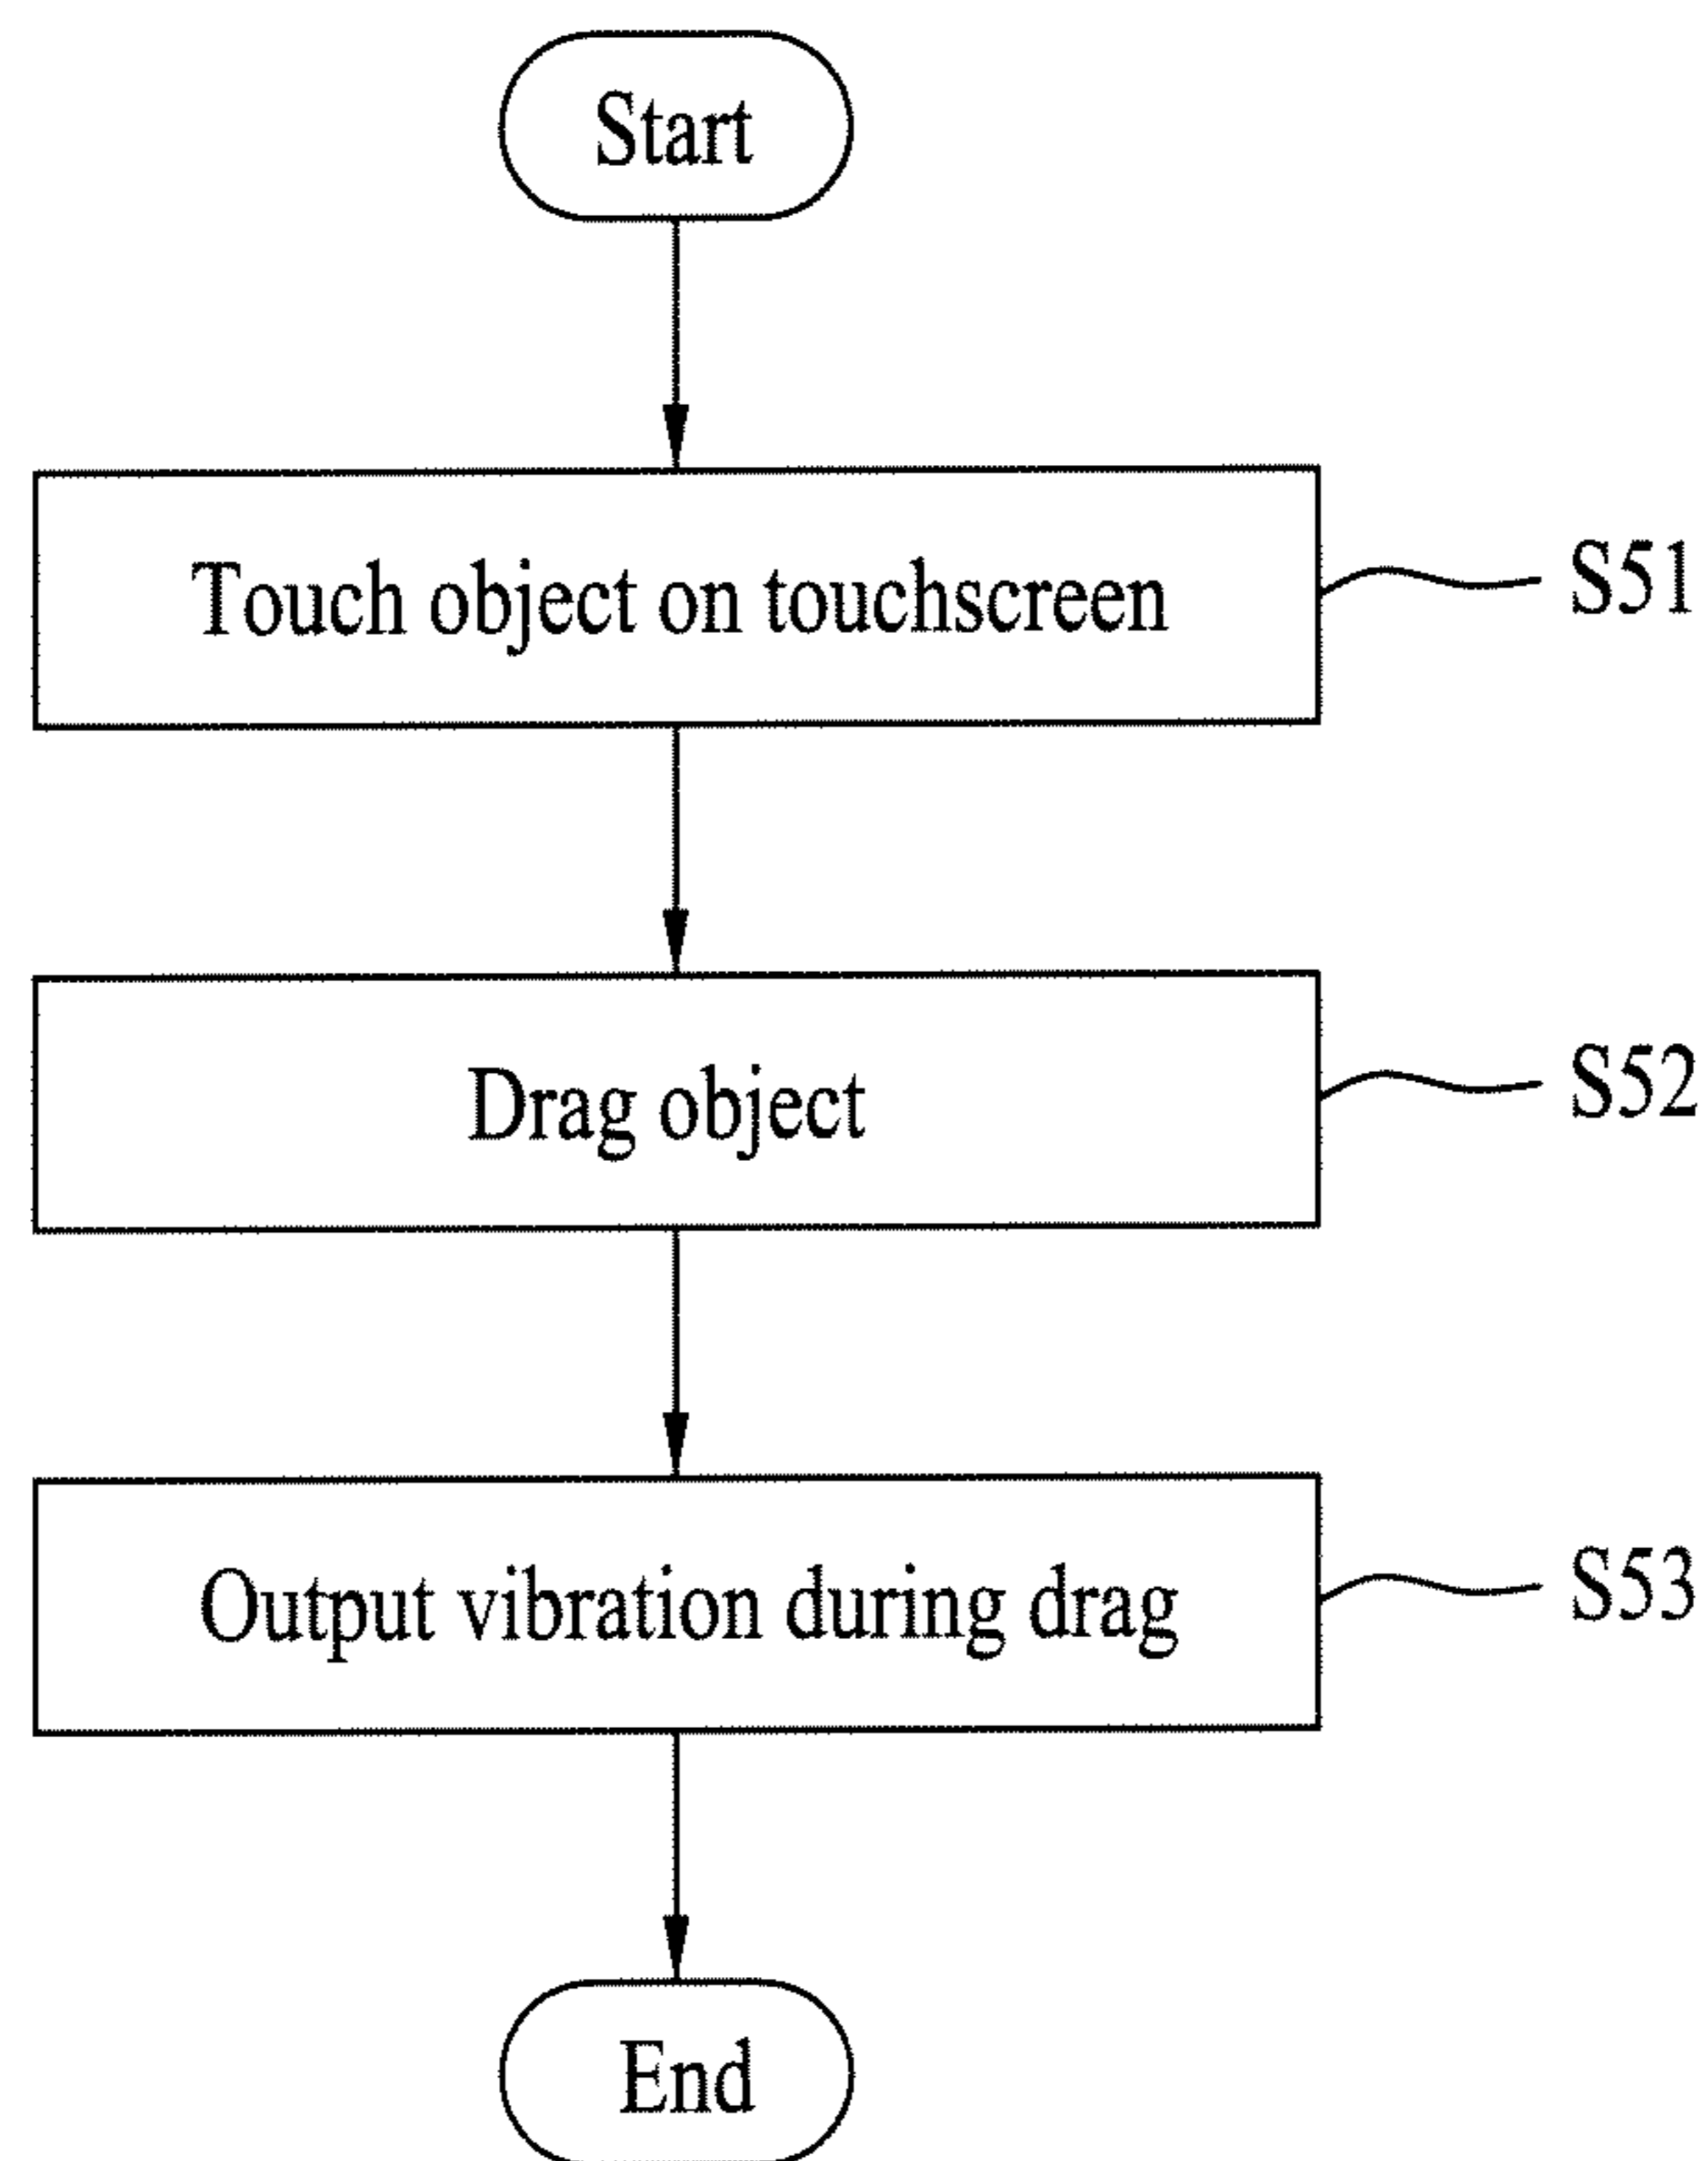 Start
Touch object on touchscreen
S51
Drag object
S52
Output vibration during drag
S53
End